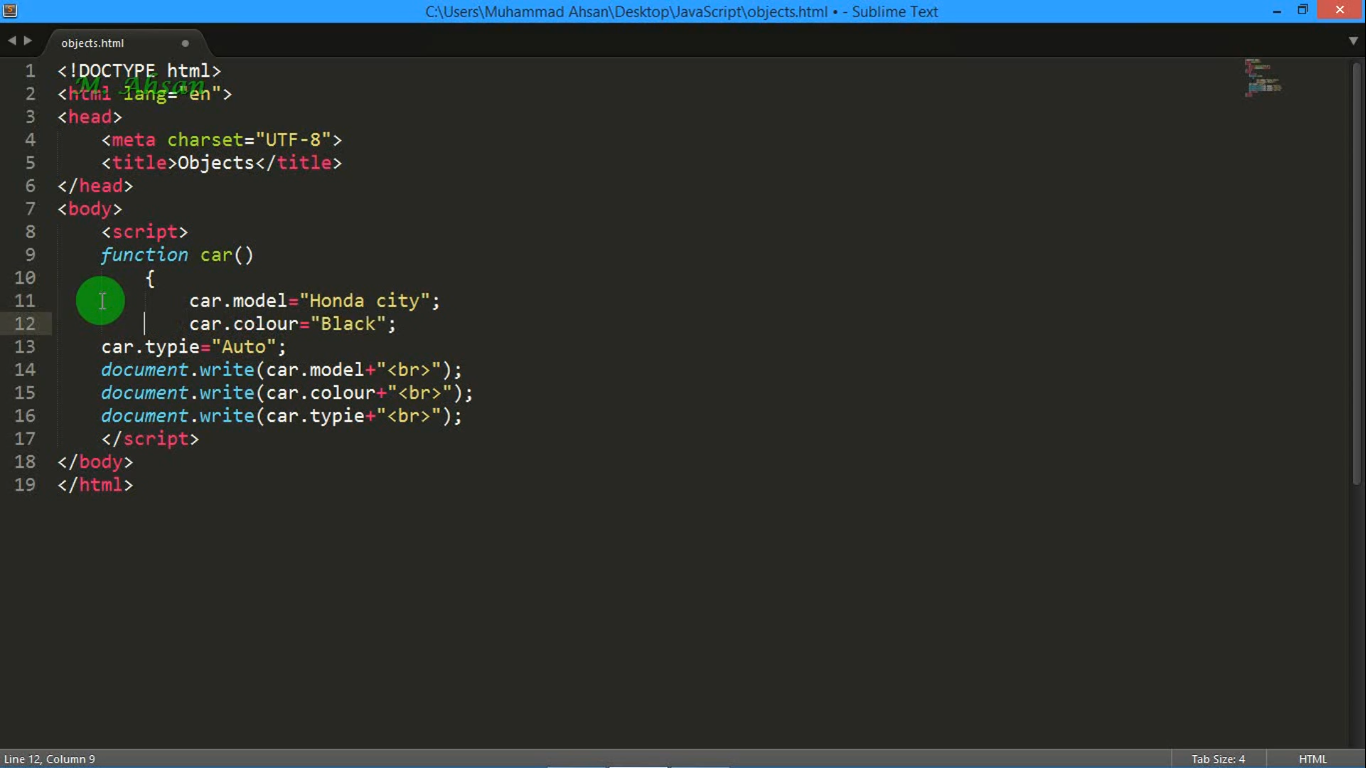 C:\Users\Muhammad Ahsan\Desktop\JavaScript\objects.html • - Sublime Text
objects.html
1 <!DOCTYPE html>
M. Ahsan
2 <html lang="en">
3 <head>
4 <meta charset="UTF-8">
5 <title>Objects</title>
6 </head>
7 <body>
8 <script>
9 function car()
10 {
11 car.model="Honda city";
12 car.colour="Black";
13 car.typie="Auto";
14 document.write(car.model+"<br>");
15 document.write(car.colour+"<br>");
16 document.write(car.typie+"<br>");
17 </script>
18 </body>
19 </html>
Line 12, Column 9
Tab Size: 4
HTML